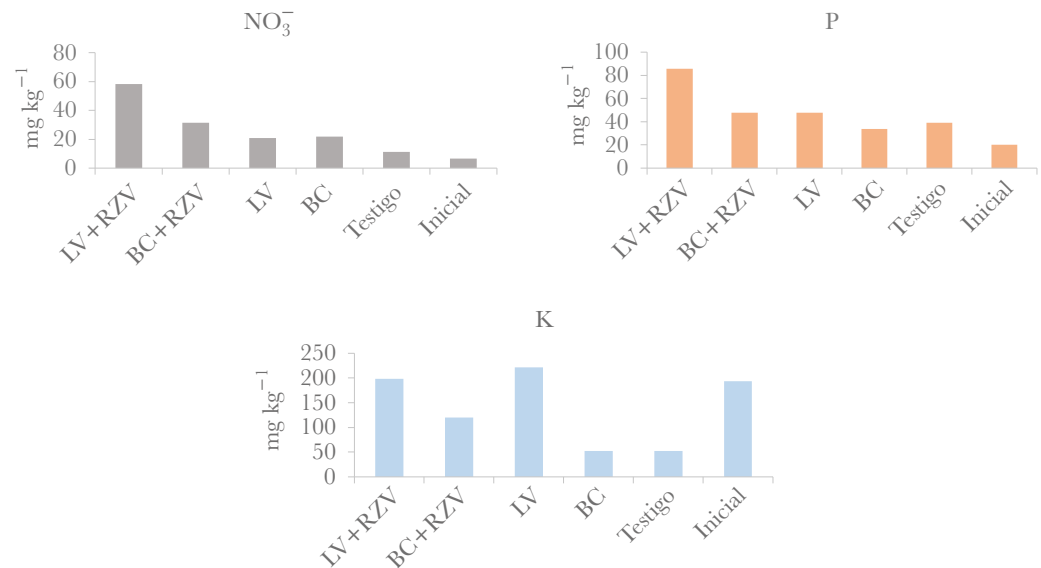 NO₃⁻
mg kg⁻¹
80
60
40
20
0
LV+RZV
BC+RZV
LV
BC
Testigo
Inicial
P
mg kg⁻¹
100
80
60
40
20
0
LV+RZV
BC+RZV
LV
BC
Testigo
Inicial
K
mg kg⁻¹
250
200
150
100
50
0
LV+RZV
BC+RZV
LV
BC
Testigo
Inicial